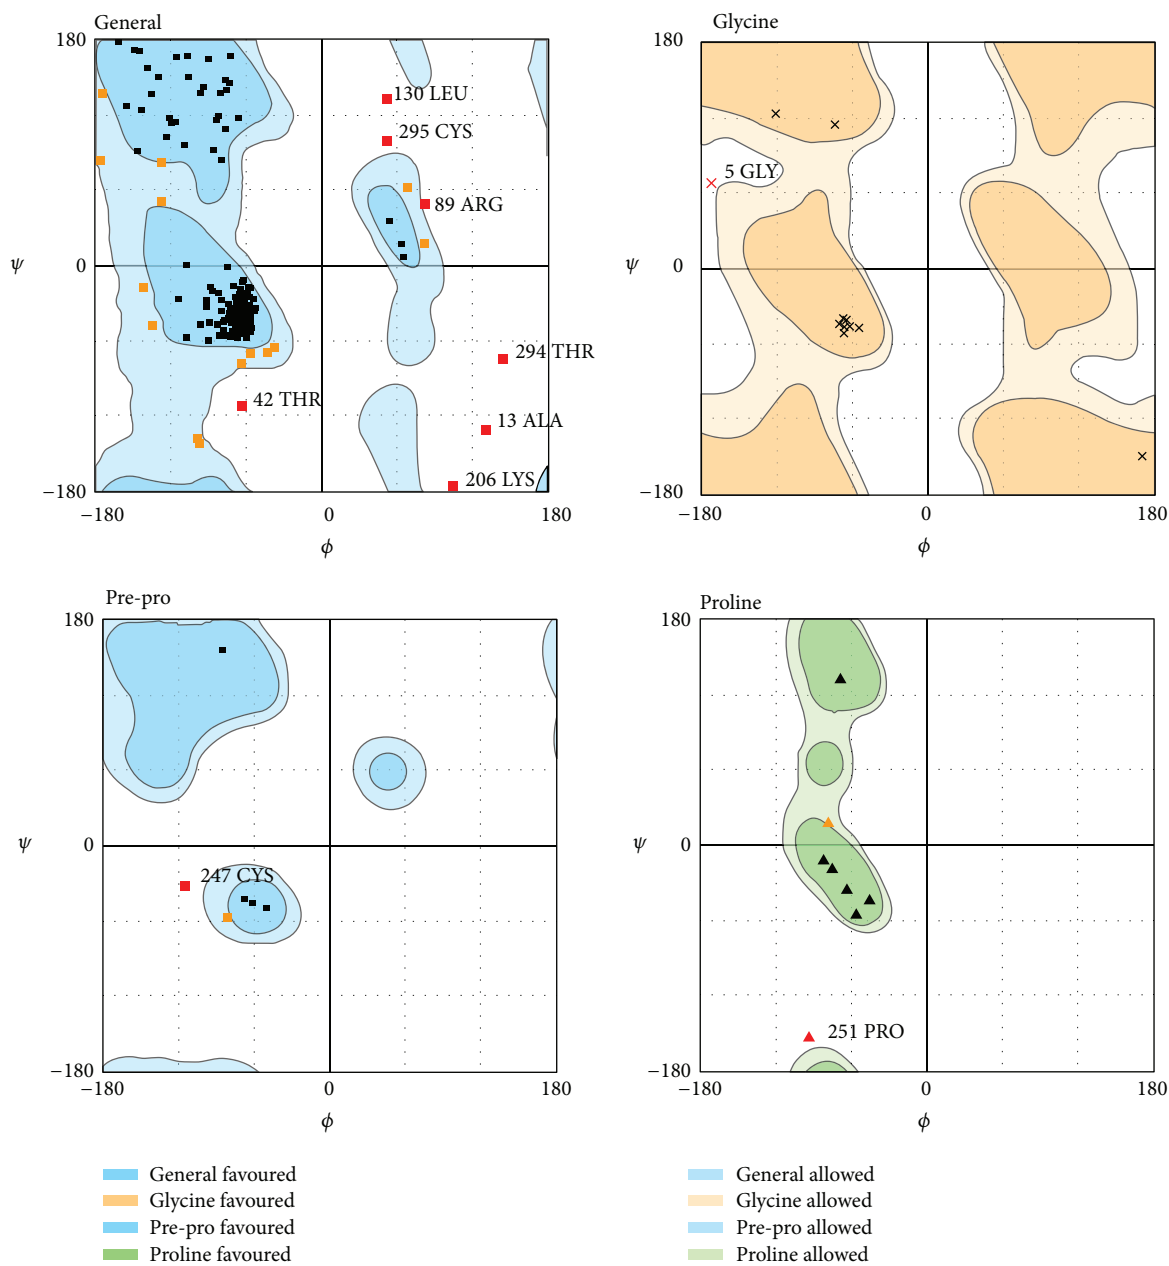 General
180
130 LEU
295 CYS
89 ARG
ψ
0
294 THR
42 THR
13 ALA
206 LYS
−180
−180
0
180
ϕ
Glycine
180
5 GLY
ψ
0
−180
−180
0
180
ϕ
Pre-pro
180
ψ
0
247 CYS
−180
−180
0
180
ϕ
Proline
180
ψ
0
251 PRO
−180
−180
0
180
ϕ
General favoured
Glycine favoured
Pre-pro favoured
Proline favoured
General allowed
Glycine allowed
Pre-pro allowed
Proline allowed